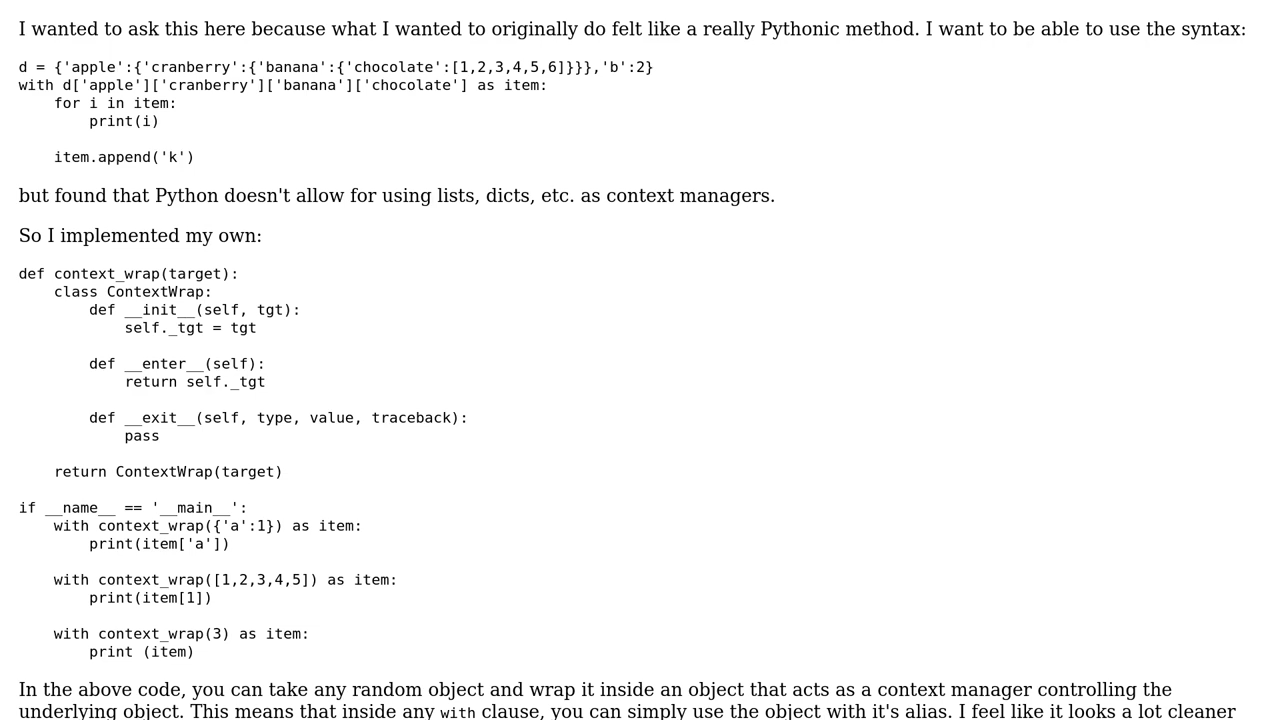 I wanted to ask this here because what I wanted to originally do felt like a really Pythonic method. I want to be able to use the syntax:
d = {'apple':{'cranberry':{'banana':{'chocolate':[1,2,3,4,5,6]}}},'b':2}
with d['apple']['cranberry']['banana']['chocolate'] as item:
    for i in item:
        print(i)

    item.append('k')
but found that Python doesn't allow for using lists, dicts, etc. as context managers.
So I implemented my own:
def context_wrap(target):
    class ContextWrap:
        def __init__(self, tgt):
            self._tgt = tgt

        def __enter__(self):
            return self._tgt

        def __exit__(self, type, value, traceback):
            pass

    return ContextWrap(target)

if __name__ == '__main__':
    with context_wrap({'a':1}) as item:
        print(item['a'])

    with context_wrap([1,2,3,4,5]) as item:
        print(item[1])

    with context_wrap(3) as item:
        print (item)
In the above code, you can take any random object and wrap it inside an object that acts as a context manager controlling the
underlying object. This means that inside any with clause, you can simply use the object with it's alias. I feel like it looks a lot cleaner